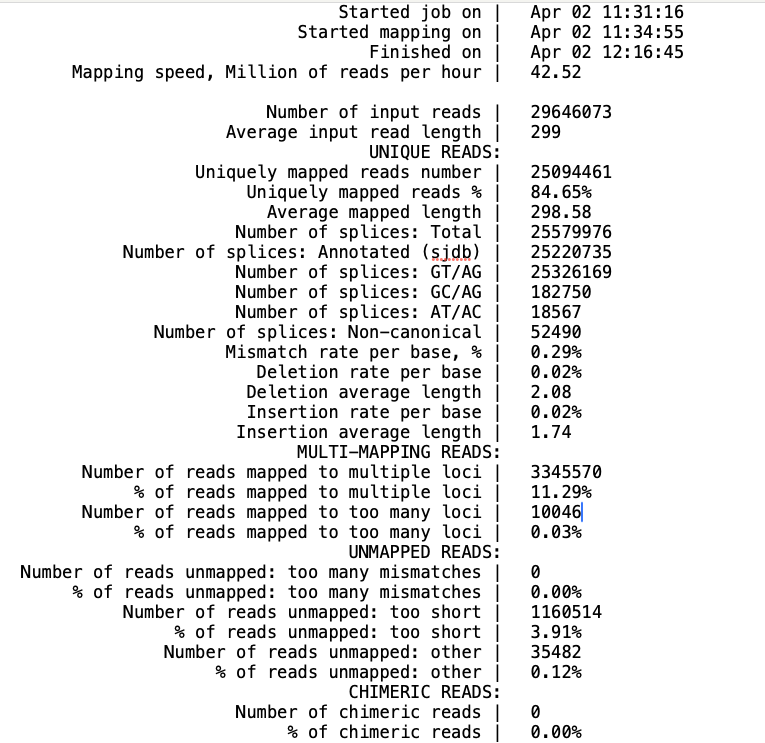 Started job on | Apr 02 11:31:16
Started mapping on | Apr 02 11:34:55
Finished on | Apr 02 12:16:45
Mapping speed, Million of reads per hour | 42.52
Number of input reads | 29646073
Average input read length | 299
UNIQUE READS:
Uniquely mapped reads number | 25094461
Uniquely mapped reads % | 84.65%
Average mapped length | 298.58
Number of splices: Total | 25579976
Number of splices: Annotated (sjdb) | 25220735
Number of splices: GT/AG | 25326169
Number of splices: GC/AG | 182750
Number of splices: AT/AC | 18567
Number of splices: Non-canonical | 52490
Mismatch rate per base, % | 0.29%
Deletion rate per base | 0.02%
Deletion average length | 2.08
Insertion rate per base | 0.02%
Insertion average length | 1.74
MULTI-MAPPING READS:
Number of reads mapped to multiple loci | 3345570
% of reads mapped to multiple loci | 11.29%
Number of reads mapped to too many loci | 10046
% of reads mapped to too many loci | 0.03%
UNMAPPED READS:
Number of reads unmapped: too many mismatches | 0
% of reads unmapped: too many mismatches | 0.00%
Number of reads unmapped: too short | 1160514
% of reads unmapped: too short | 3.91%
Number of reads unmapped: other | 35482
% of reads unmapped: other | 0.12%
CHIMERIC READS:
Number of chimeric reads | 0
% of chimeric reads | 0.00%